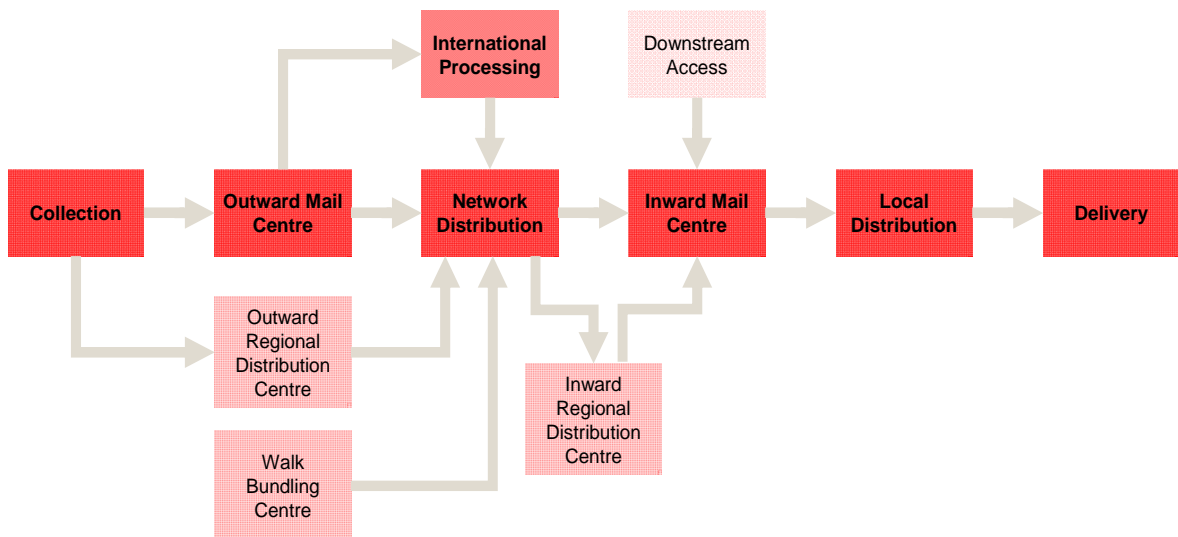 International
Processing
Downstream
Access
Collection
Outward Mail
Centre
Network
Distribution
Inward Mail
Centre
Local
Distribution
Delivery
Outward
Regional
Distribution
Centre
Inward
Regional
Distribution
Centre
Walk
Bundling
Centre